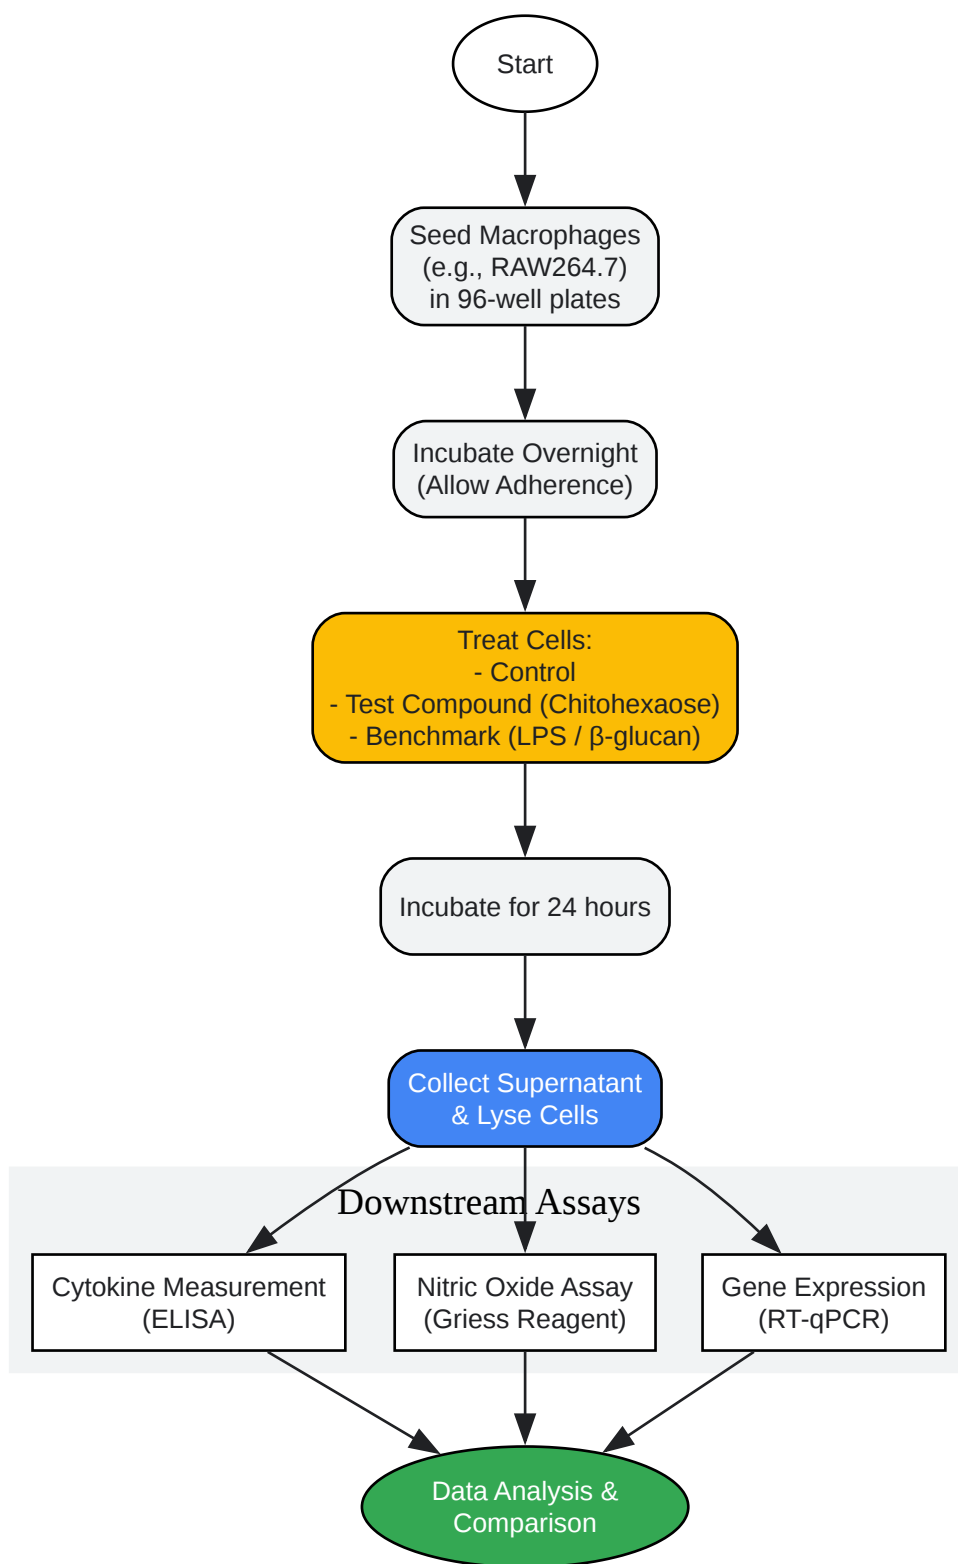 Start
Seed Macrophages
(e.g., RAW264.7)
in 96-well plates
Incubate Overnight
(Allow Adherence)
Treat Cells:
- Control
- Test Compound (Chitohexaose)
- Benchmark (LPS / β-glucan)
Incubate for 24 hours
Collect Supernatant
& Lyse Cells
Downstream Assays
Cytokine Measurement
(ELISA)
Nitric Oxide Assay
(Griess Reagent)
Gene Expression
(RT-qPCR)
Data Analysis &
Comparison